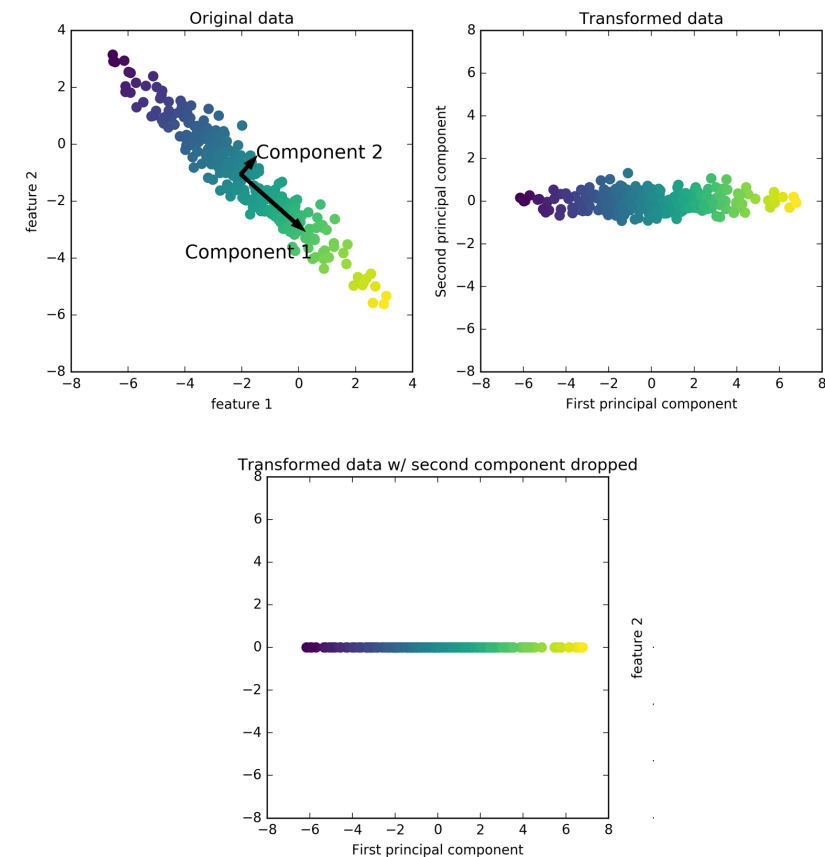 Original data
4
2
0
−2
−4
−6
−8
feature 2
Component 2
Component 1
−8 −6 −4 −2 0 2 4
feature 1
Transformed data
8
6
4
2
0
−2
−4
−6
−8
Second principal component
−8 −6 −4 −2 0 2 4 6 8
First principal component
Transformed data w/ second component dropped
8
6
4
2
0
−2
−4
−6
−8
−8 −6 −4 −2 0 2 4 6 8
First principal component
feature 2